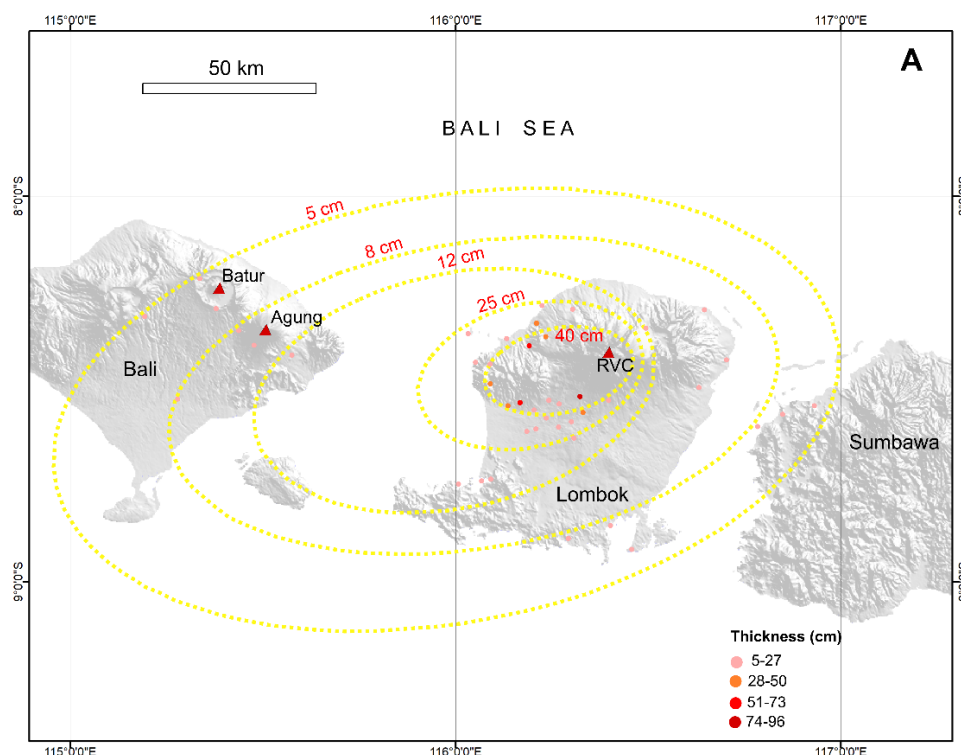 115°0'0"E 116°0'0"E 117°0'0"E
A
50 km
BALI SEA
8°0'0"S
5 cm
8 cm
12 cm
Batur
25 cm
Agung
40 cm
RVC
Bali
Sumbawa
Lombok
9°0'0"S
Thickness (cm)
5-27
28-50
51-73
74-96
115°0'0"E 116°0'0"E 117°0'0"E